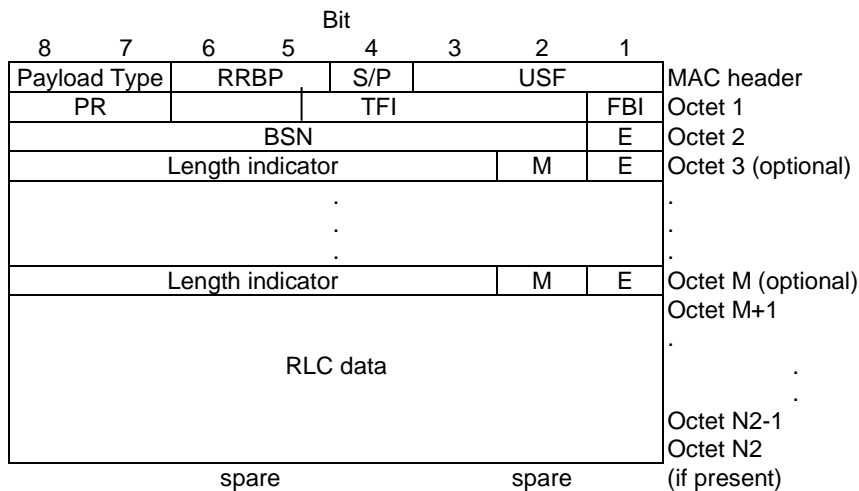 Bit
8 7 6 5 4 3 2 1
Payload Type RRBP S/P USF MAC header
PR TFI FBI Octet 1
BSN E Octet 2
Length indicator M E Octet 3 (optional)
. .
. .
. .
Length indicator M E Octet M (optional)
Octet M+1
.
RLC data .
.
Octet N2-1
Octet N2
spare spare (if present)